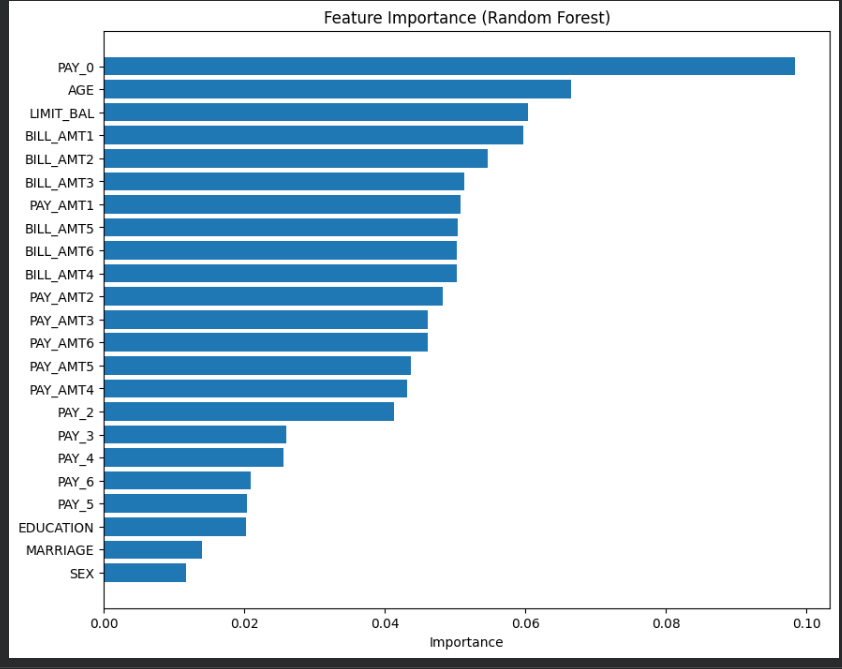 Feature Importance (Random Forest)
PAY_0
AGE
LIMIT_BAL
BILL_AMT1
BILL_AMT2
BILL_AMT3
PAY_AMT1
BILL_AMT5
BILL_AMT6
BILL_AMT4
PAY_AMT2
PAY_AMT3
PAY_AMT6
PAY_AMT5
PAY_AMT4
PAY_2
PAY_3
PAY_4
PAY_6
PAY_5
EDUCATION
MARRIAGE
SEX
0.00 0.02 0.04 0.06 0.08 0.10
Importance